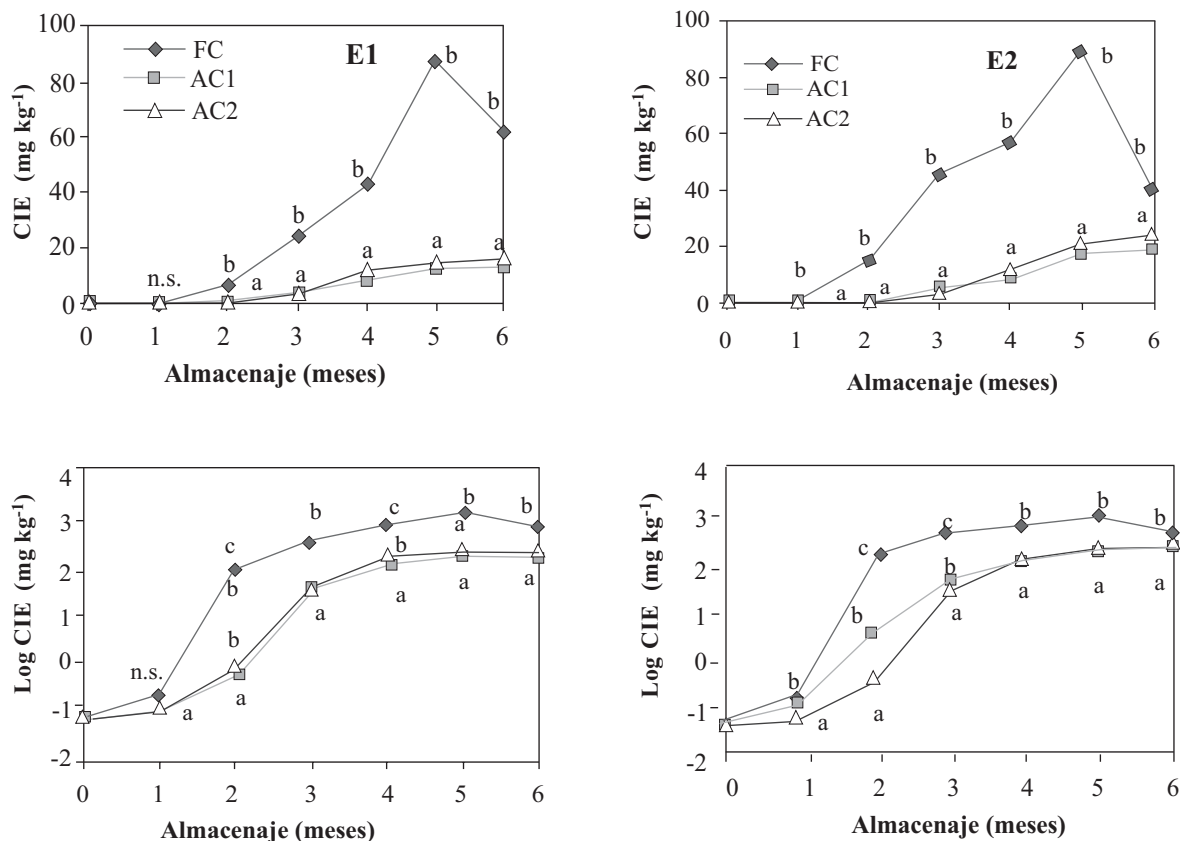 100
80
60
40
20
0
CIE (mg kg-1)
FC
AC1
AC2
E1
n.s.
b
b
b
b
b
a
a
a
a
a
0 1 2 3 4 5 6
Almacenaje (meses)
100
80
60
40
20
0
CIE (mg kg-1)
FC
AC1
AC2
E2
b
b
b
b
b
b
a
a
a
a
a
a
0 1 2 3 4 5 6
Almacenaje (meses)
4
3
2
1
0
-1
-2
Log CIE (mg kg-1)
n.s.
c
b
b
c
b
b
b
b
a
a
a
a
a
a
a
0 1 2 3 4 5 6
Almacenaje (meses)
4
3
2
1
0
-1
-2
Log CIE (mg kg-1)
b
c
c
b
b
b
b
b
a
a
a
a
a
a
0 1 2 3 4 5 6
Almacenaje (meses)